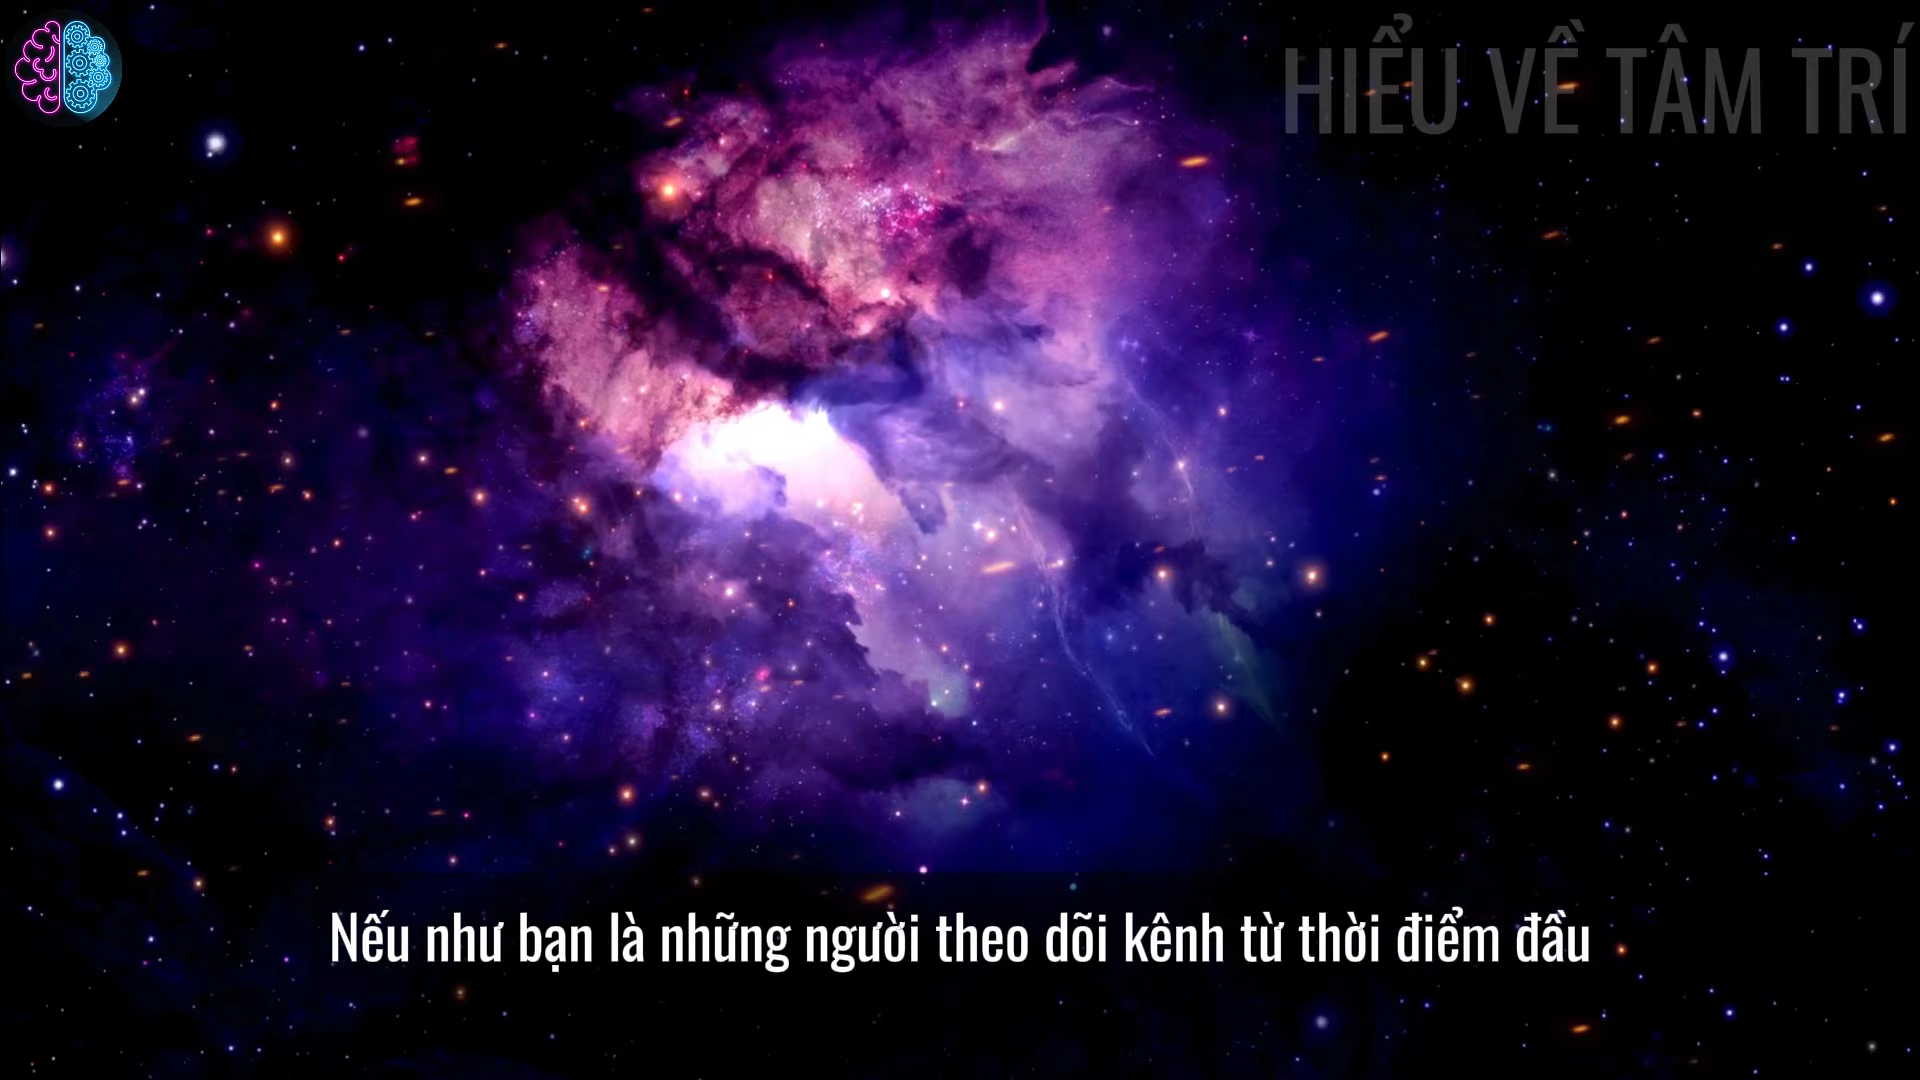 HIỂU VỀ TÂM TRÍ
Nếu như bạn là những người theo dõi kênh từ thời điểm đầu